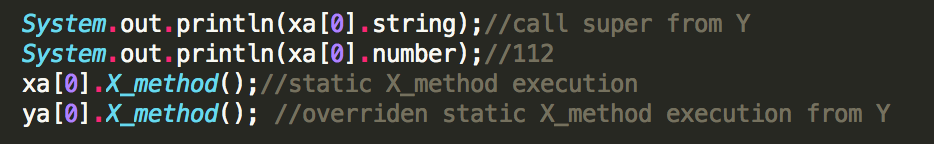 System.out.println(xa[0].string);//call super from Y
System.out.println(xa[0].number);//112
xa[0].X_method();//static X_method execution
ya[0].X_method(); //overriden static X_method execution from Y